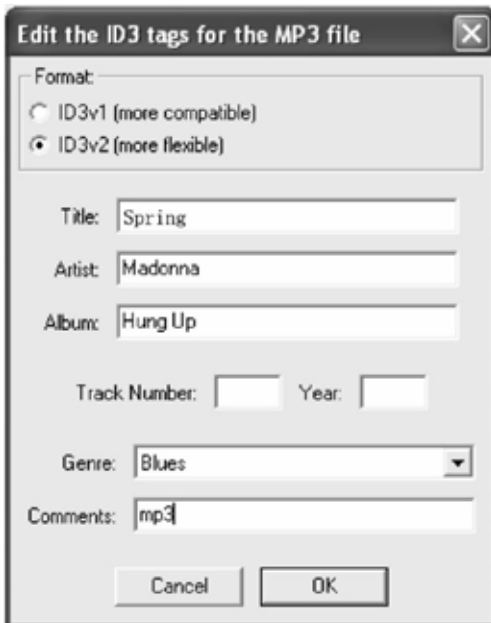 Edit the ID3 tags for the MP3 file
Format:
ID3v1 (more compatible)
ID3v2 (more flexible)
Title: Spring
Artist: Madonna
Album: Hung Up
Track Number: Year:
Genre: Blues
Comments: mp3
Cancel OK